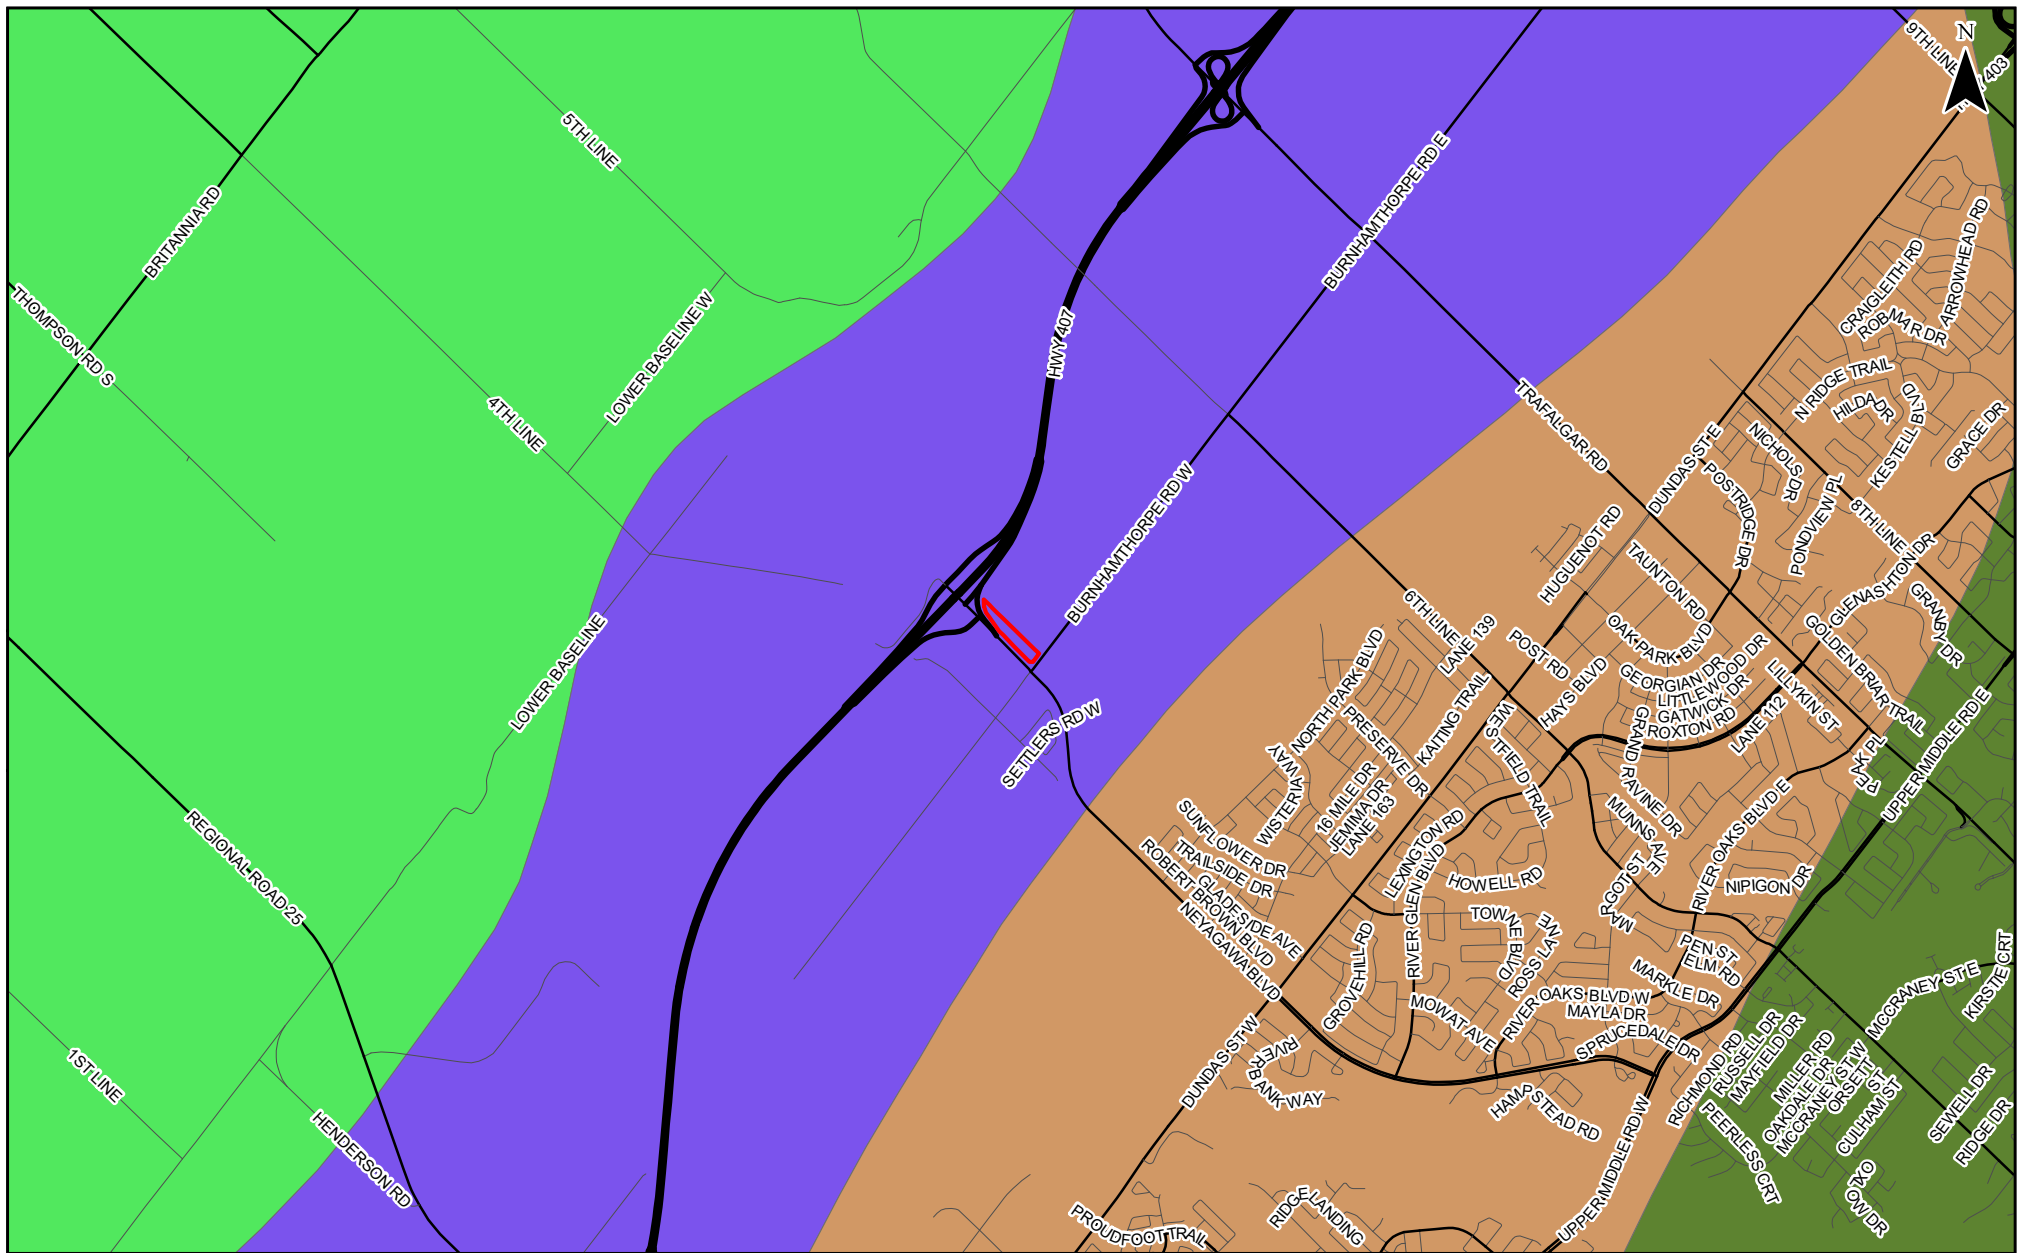 9TH LINE
N
403
5TH LINE
BURNHAMTHORPE RD E
BRITANNIA RD
ARROWHEAD RD
CRAIGLEITH RD
ROBMAR DR
THOMPSON RD S
LOWER BASELINE W
HWY 407
4TH LINE
TRAFALGAR RD
N RIDGE TRAIL
HILDA DR
KESTELL BLVD
GRACE DR
DUNDAS ST E
NICHOLS DR
POSTRIDGE DR
PONDVIEW PL
8TH LINE
BURNHAMTHORPE RD W
HUGUENOT RD
TAUNTON RD
GLENASHTON DR
GRANBY DR
6TH LINE
LANE 139
POST RD
OAK PARK BLVD
GOLDEN BRIAR TRAIL
LOWER BASELINE
NORTH PARK BLVD
KAITING TRAIL
HAYS BLVD
GEORGIAN DR
LITTLEWOOD DR
GATWICK DR
ROXTON RD
LILLYKIN ST
LANE 112
SETTLERS RD W
PRESERVE DR
WESTFIELD TRAIL
GRAND RAVINE DR
PEAK PL
UPPER MIDDLE RD E
WISTERIA WAY
16 MILE DR
JEMIMA DR
LANE 163
MUNNS AVE
RIVER OAKS BLVD E
REGIONAL ROAD 25
SUNFLOWER DR
TRAILSIDE DR
GLADESIDE AVE
ROBERT BROWN BLVD
NEYAGAWA BLVD
LEXINGTON RD
RIVER GLEN BLVD
HOWELL RD
MARGOT ST
NIPIGON DR
TOWNE BLVD
ROSS LANE
PEN ST
ELM RD
MARKLE DR
GROVEHILL RD
MOWAT AVE
RIVER OAKS BLVD W
MAYLA DR
SPRUCEDALE DR
MCCRANEY ST E
KIRSTIE CRT
1ST LINE
DUNDAS ST W
RIVERBANK WAY
HAMPSTEAD RD
RICHMOND RD
RUSSELL DR
MAYFIELD DR
MILLER RD
OAKDALE DR
MCCRANEY ST W
ORSETT ST
CULHAM ST
SEWELL DR
RIDGE DR
HENDERSON RD
PEERLESS CRT
UPPER MIDDLE RD W
OXLOW DR
PROUDFOOT TRAIL
RIDGE LANDING